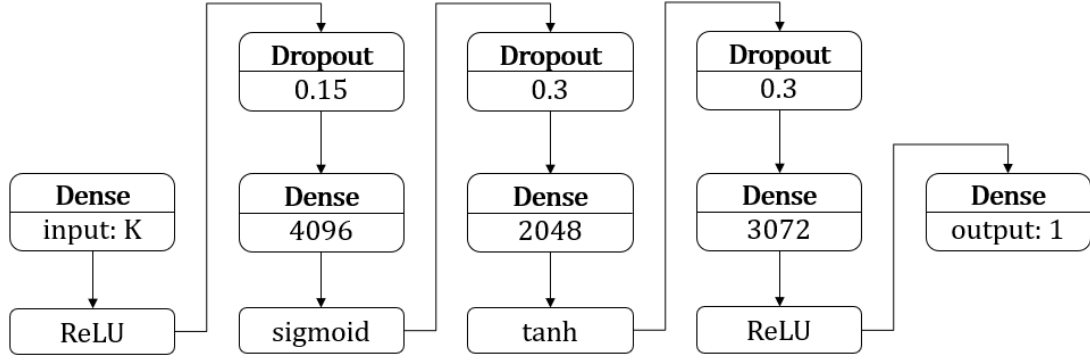 Dense
input: K
ReLU
Dropout
0.15
Dense
4096
sigmoid
Dropout
0.3
Dense
2048
tanh
Dropout
0.3
Dense
3072
ReLU
Dense
output: 1